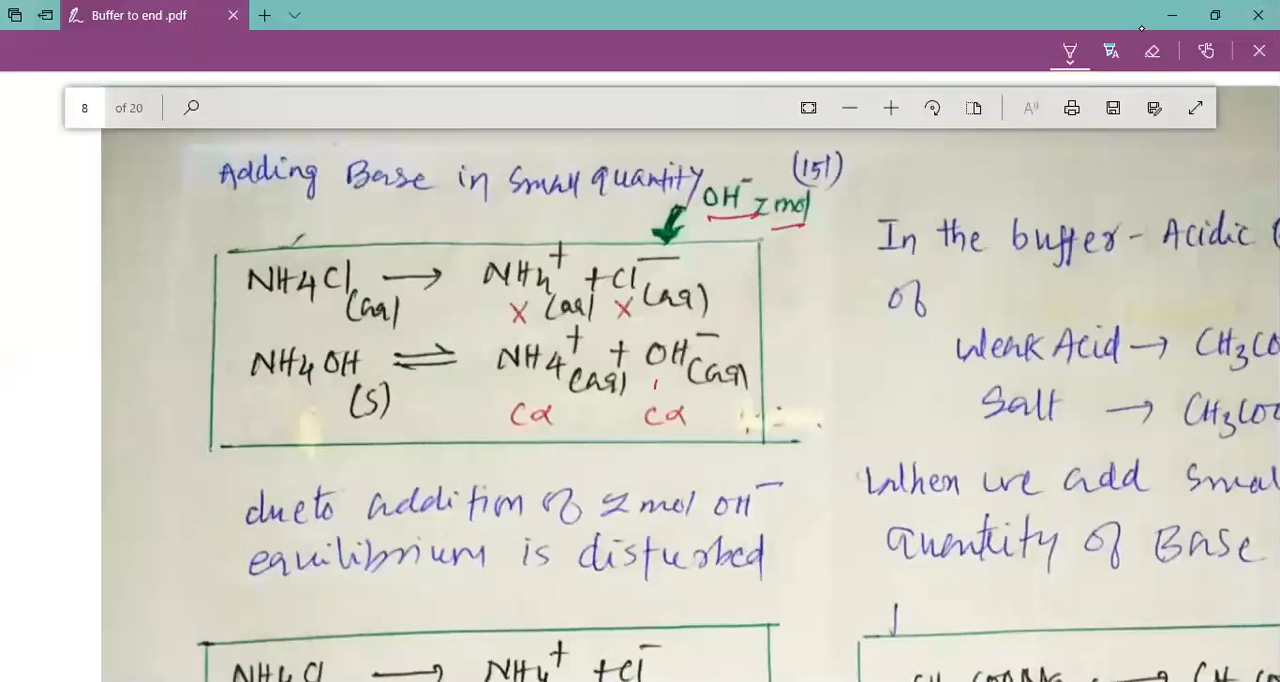 Buffer to end .pdf
8 of 20
Adding Base in small quantity (151)
OH⁻ z mol
NH4Cl(aq) → NH4⁺(aq) + Cl⁻(aq)
x x
NH4OH(s) ⇌ NH4⁺(aq) + OH⁻(aq)
Cα Cα
due to addition of z mol OH⁻
equilibrium is disturbed
NH4Cl → NH4⁺ + Cl⁻
In the buffer - Acidic
of
Weak Acid → CH3CO
Salt → CH3COO
When we add Smal
quantity of Base